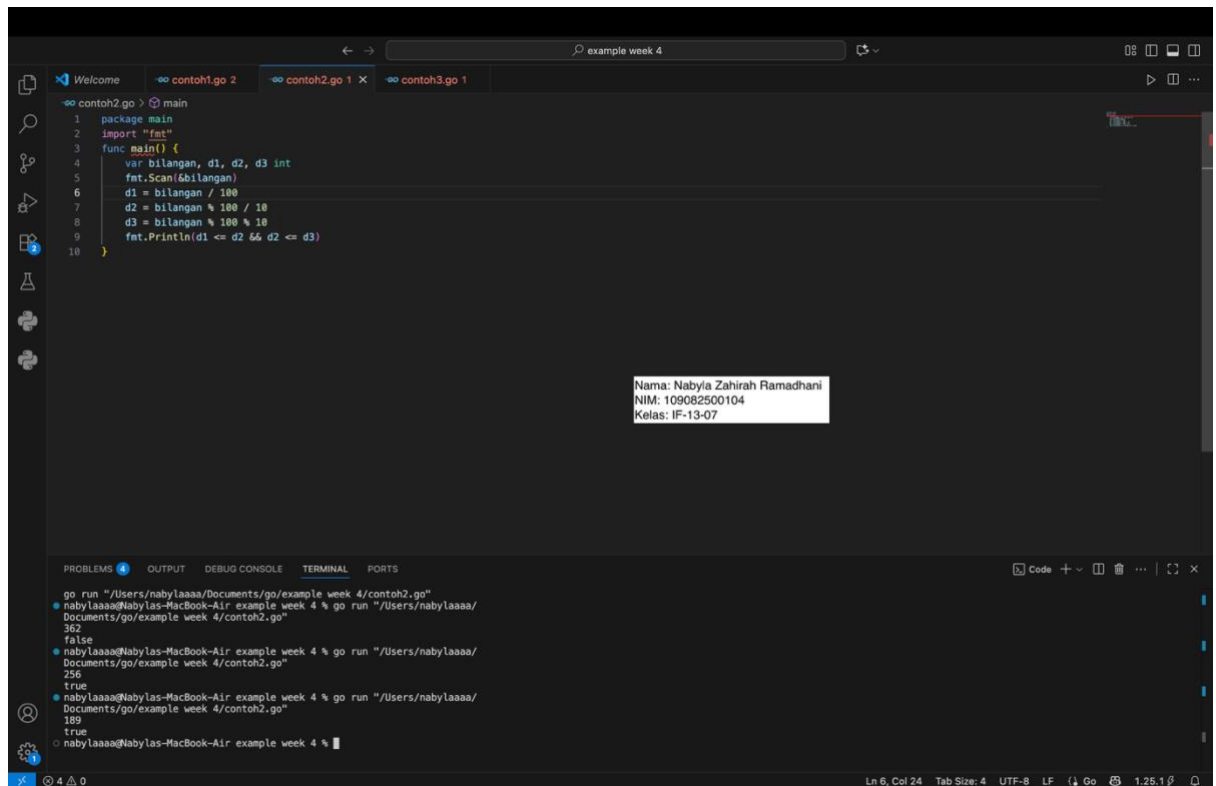 example week 4
Welcome
contoh1.go 2
contoh2.go 1
contoh3.go 1
contoh2.go > main
1 package main
2 import "fmt"
3 func main() {
4 var bilangan, d1, d2, d3 int
5 fmt.Scan(&bilangan)
6 d1 = bilangan / 100
7 d2 = bilangan % 100 / 10
8 d3 = bilangan % 100 % 10
9 fmt.Println(d1 <= d2 && d2 <= d3)
10 }
Nama: Nabyla Zahirah Ramadhani
NIM: 109082500104
Kelas: IF-13-07
2
PROBLEMS 4 OUTPUT DEBUG CONSOLE TERMINAL PORTS
Code
go run "/Users/nabylaaaa/Documents/go/example week 4/contoh2.go"
nabylaaaa@Nabylas-MacBook-Air example week 4 % go run "/Users/nabylaaaa/
Documents/go/example week 4/contoh2.go"
362
false
nabylaaaa@Nabylas-MacBook-Air example week 4 % go run "/Users/nabylaaaa/
Documents/go/example week 4/contoh2.go"
256
true
nabylaaaa@Nabylas-MacBook-Air example week 4 % go run "/Users/nabylaaaa/
Documents/go/example week 4/contoh2.go"
189
true
nabylaaaa@Nabylas-MacBook-Air example week 4 %
1
4 0
Ln 6, Col 24 Tab Size: 4 UTF-8 LF Go 1.25.1